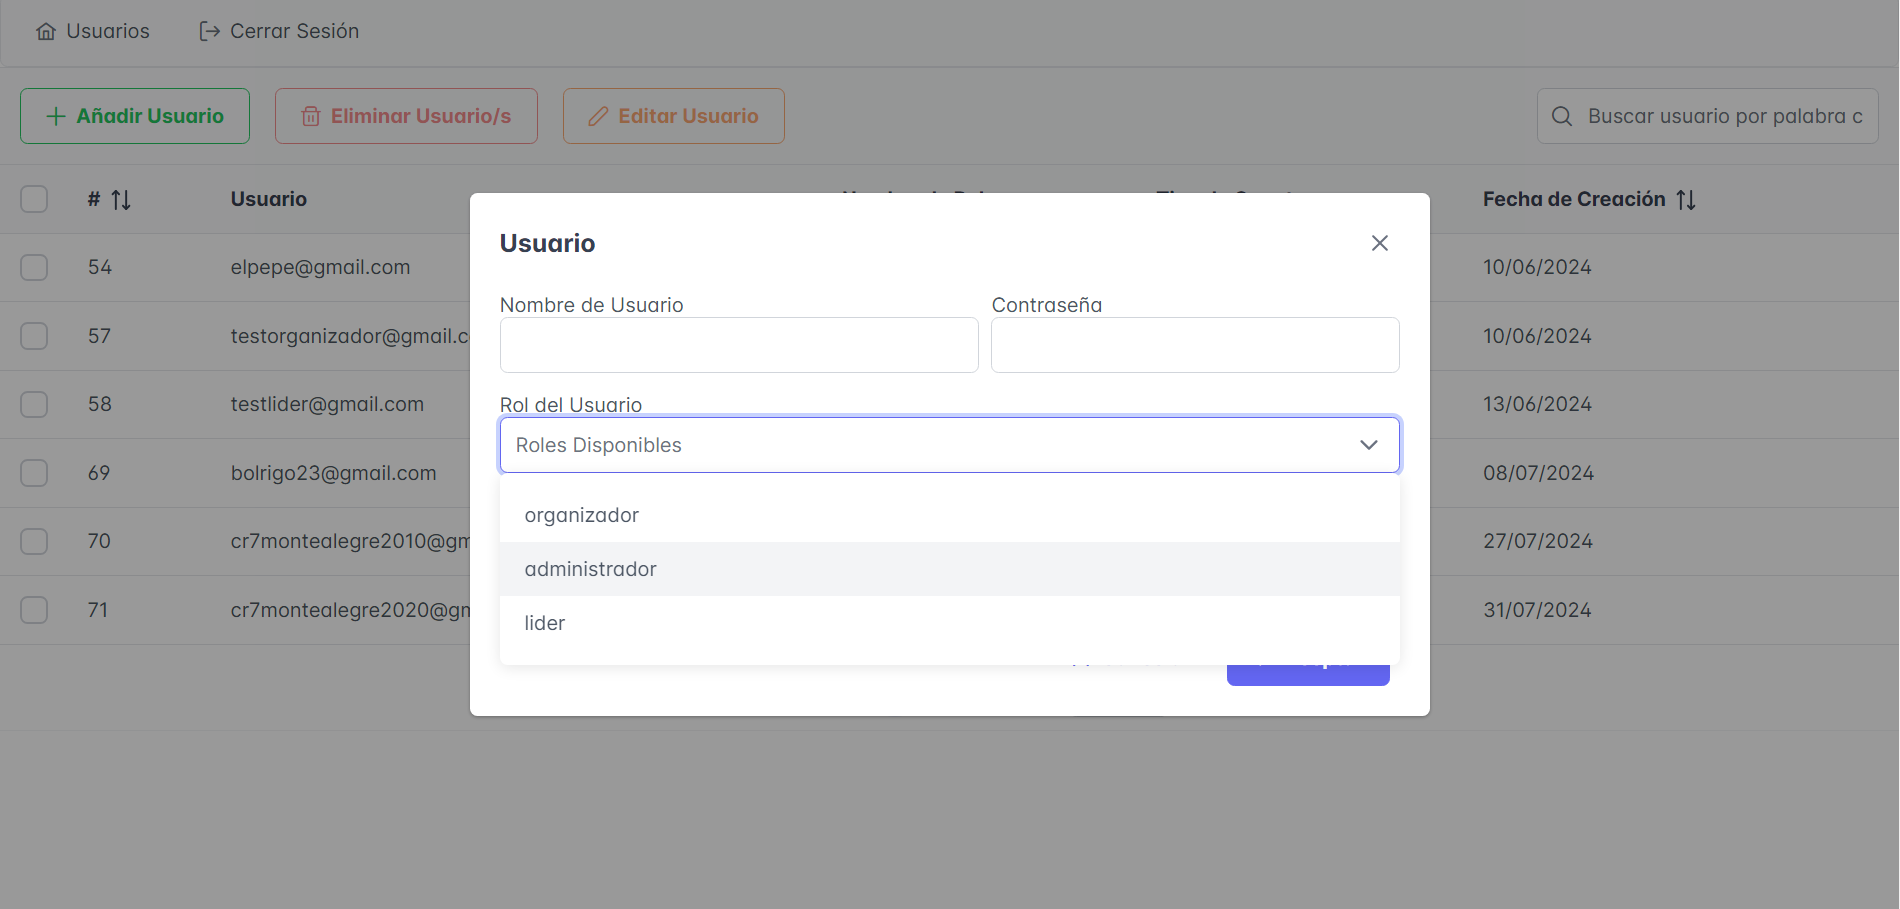 Usuarios
Cerrar Sesión
Añadir Usuario
Eliminar Usuario/s
Editar Usuario
Buscar usuario por palabra c
#
Usuario
Fecha de Creación
54
elpepe@gmail.com
10/06/2024
57
testorganizador@gmail.c
10/06/2024
58
testlider@gmail.com
13/06/2024
69
bolrigo23@gmail.com
08/07/2024
70
cr7montealegre2010@gm
27/07/2024
71
cr7montealegre2020@gm
31/07/2024
Usuario
Nombre de Usuario
Contraseña
Rol del Usuario
Roles Disponibles
organizador
administrador
lider